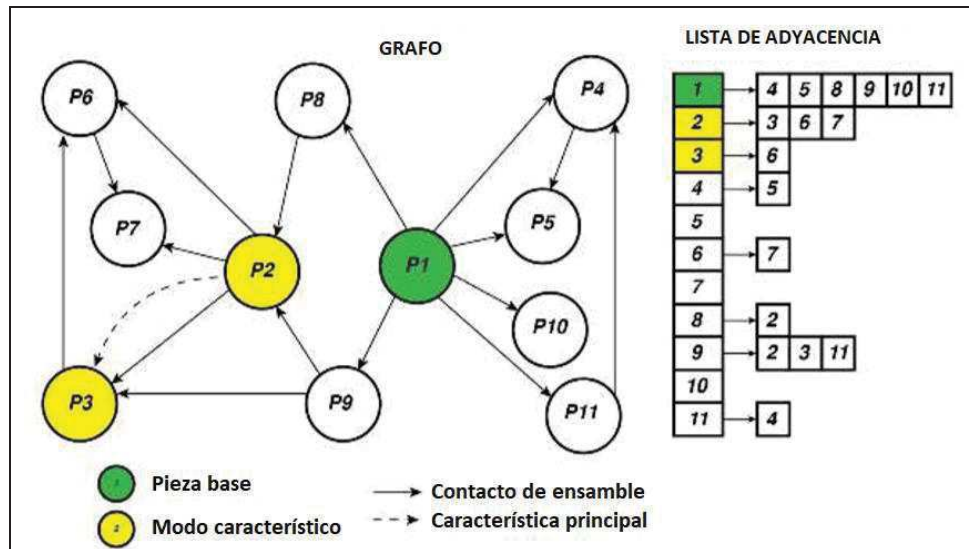 GRAFO
P6
P8
P4
P7
P2
P1
P5
P10
P3
P9
P11
LISTA DE ADYACENCIA
1 4 5 8 9 10 11
2 3 6 7
3 6
4 5
5
6 7
7
8 2
9 2 3 11
10
11 4
Pieza base
2 Modo característico
Contacto de ensamble
Característica principal